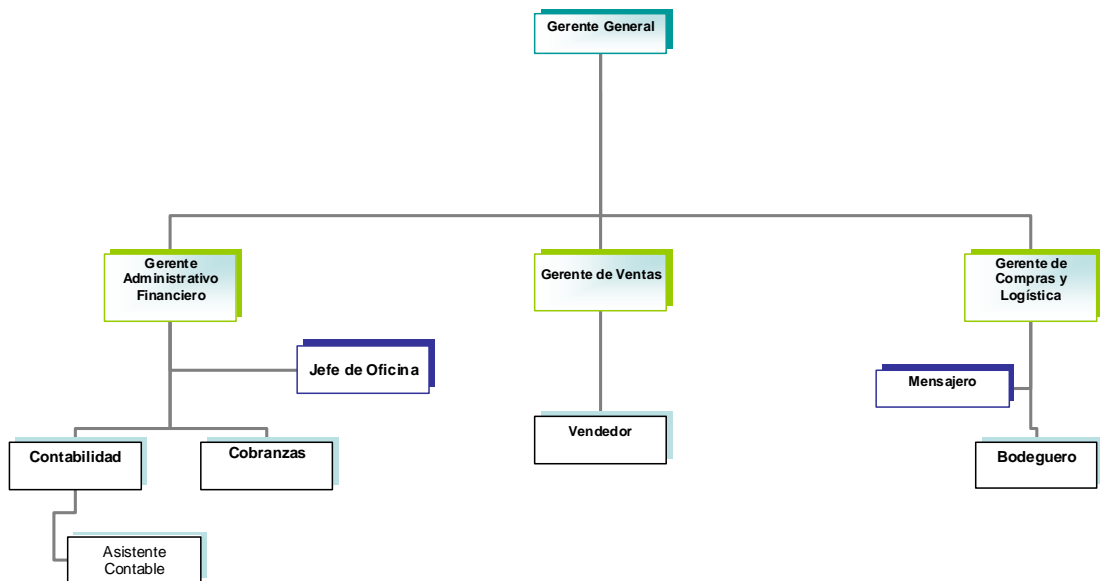 Gerente General
Gerente
Administrativo
Financiero
Gerente de Ventas
Gerente de
Compras y
Logística
Jefe de Oficina
Mensajero
Contabilidad
Cobranzas
Vendedor
Bodeguero
Asistente
Contable